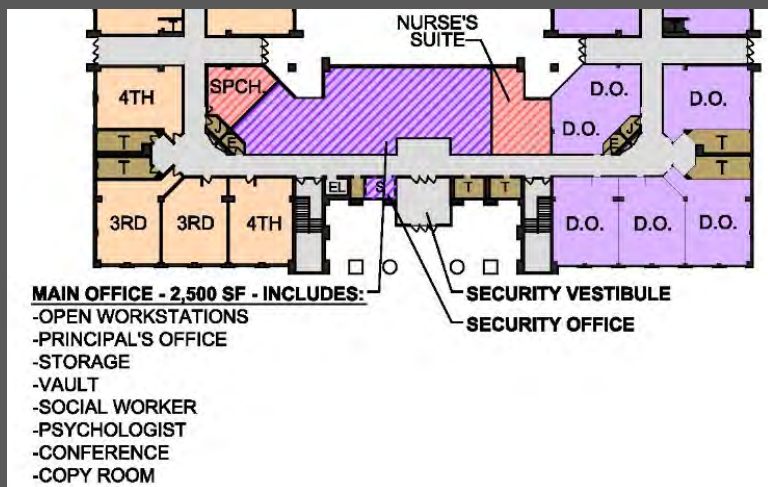 NURSE'S
SUITE
T
T
SPCH.
4TH
D.O.
D.O.
D.O.
T
T
J
E
J
E
T
T
EL
S
T
T
3RD
3RD
4TH
D.O.
D.O.
D.O.
MAIN OFFICE - 2,500 SF - INCLUDES:
-OPEN WORKSTATIONS
-PRINCIPAL'S OFFICE
-STORAGE
-VAULT
-SOCIAL WORKER
-PSYCHOLOGIST
-CONFERENCE
-COPY ROOM
SECURITY VESTIBULE
SECURITY OFFICE